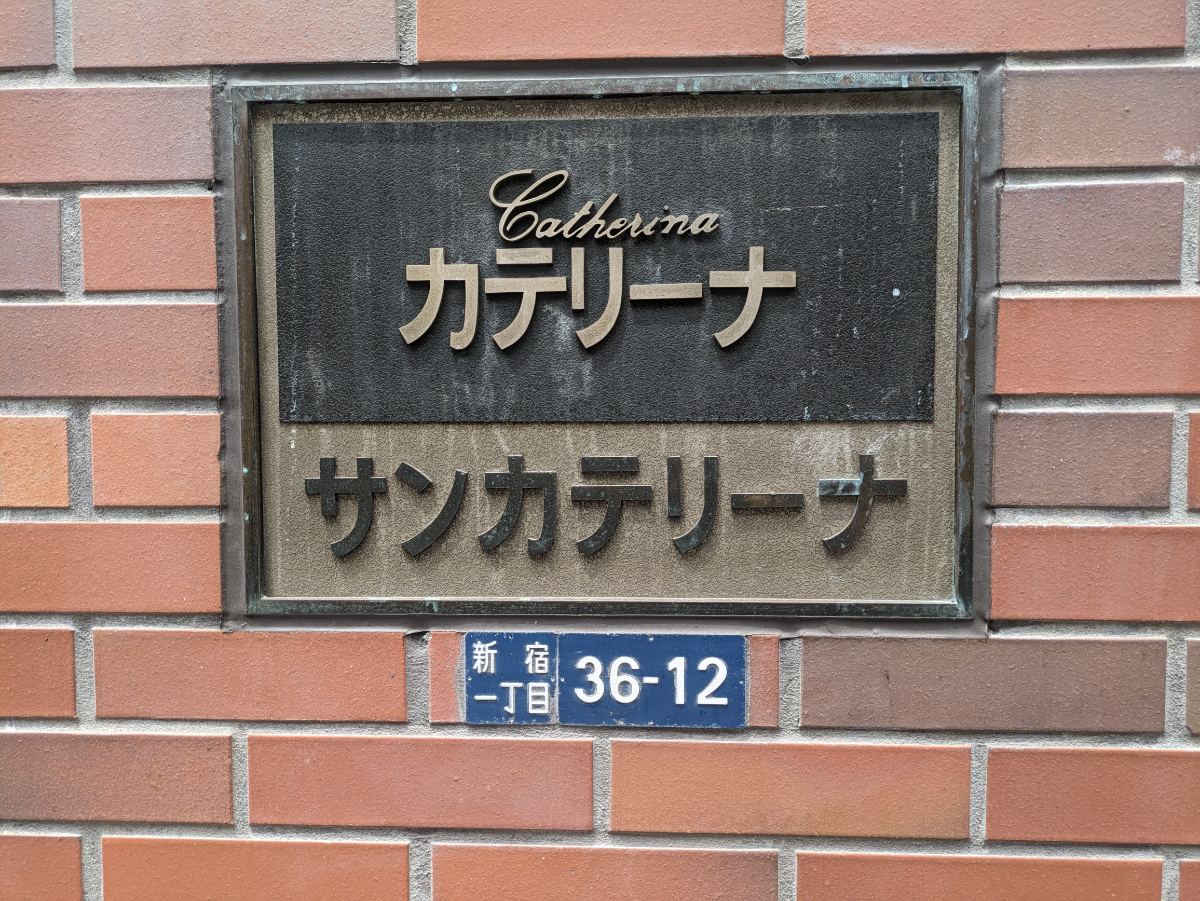 Catherina
カテリーナ
サンカテリーナ
新宿
一丁目
36-12